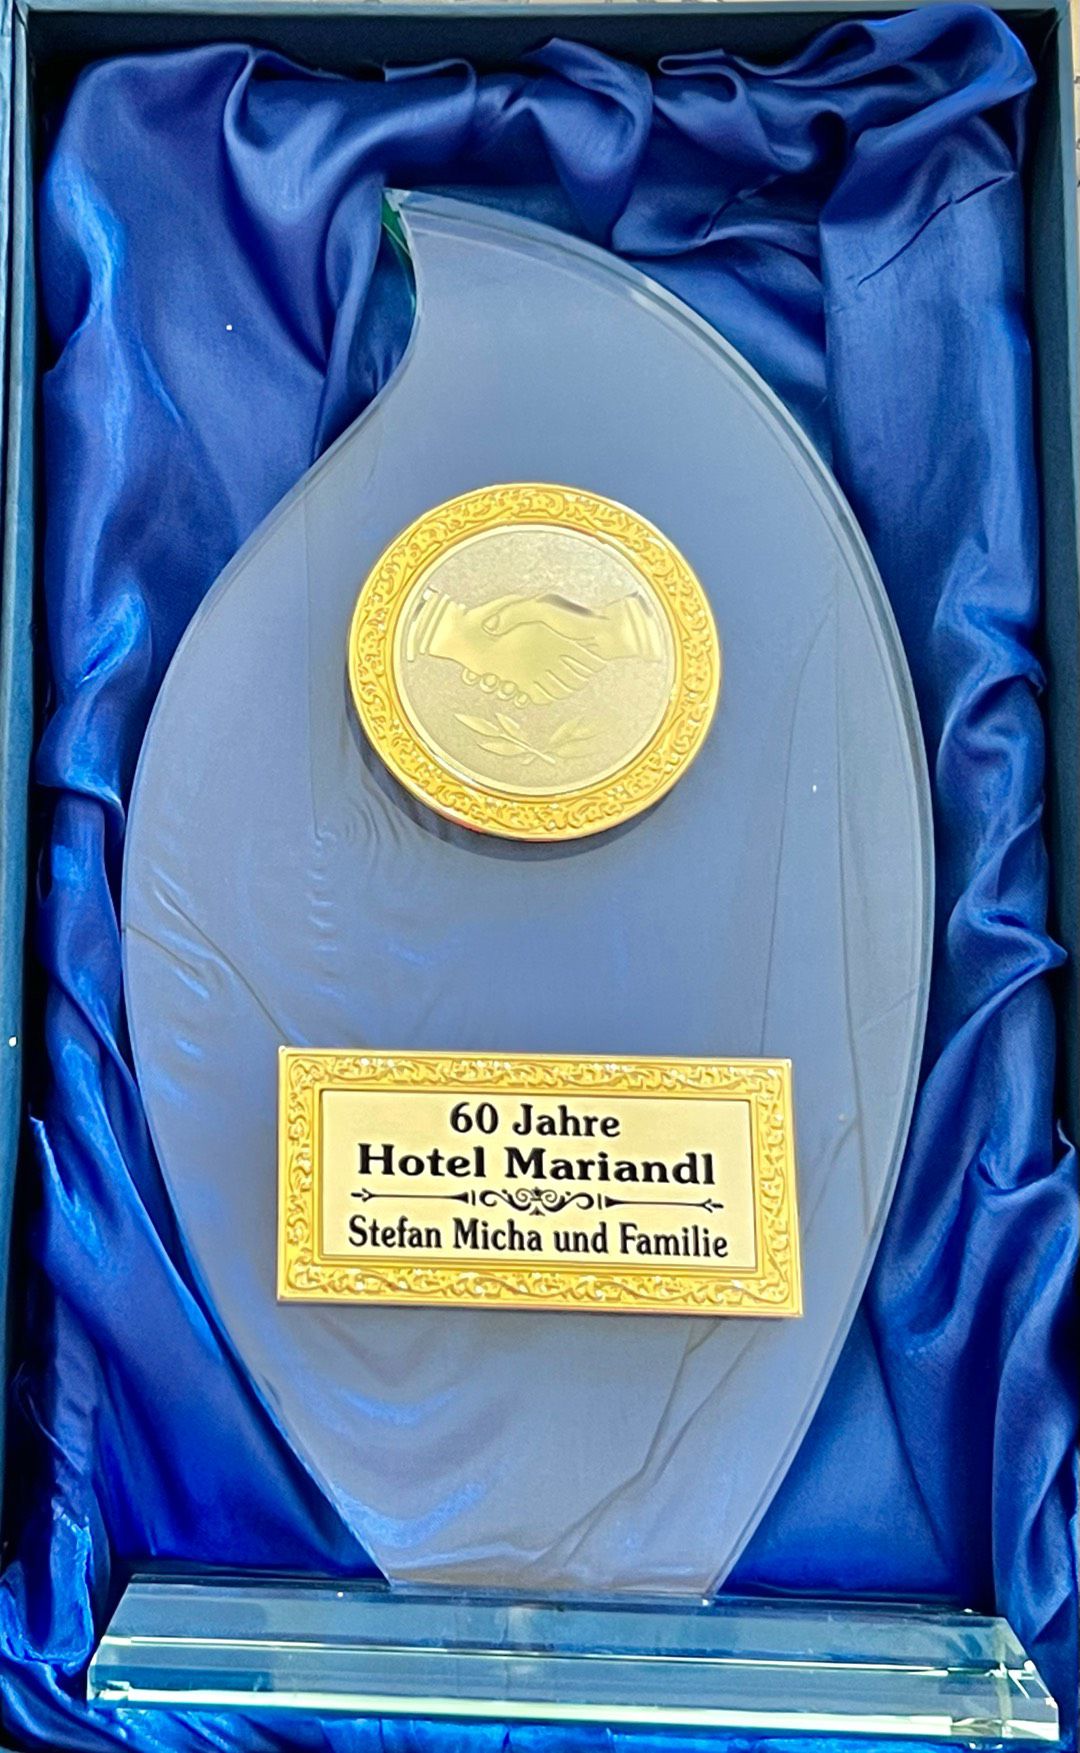 60 Jahre
Hotel Mariandl
Stefan Micha und Familie